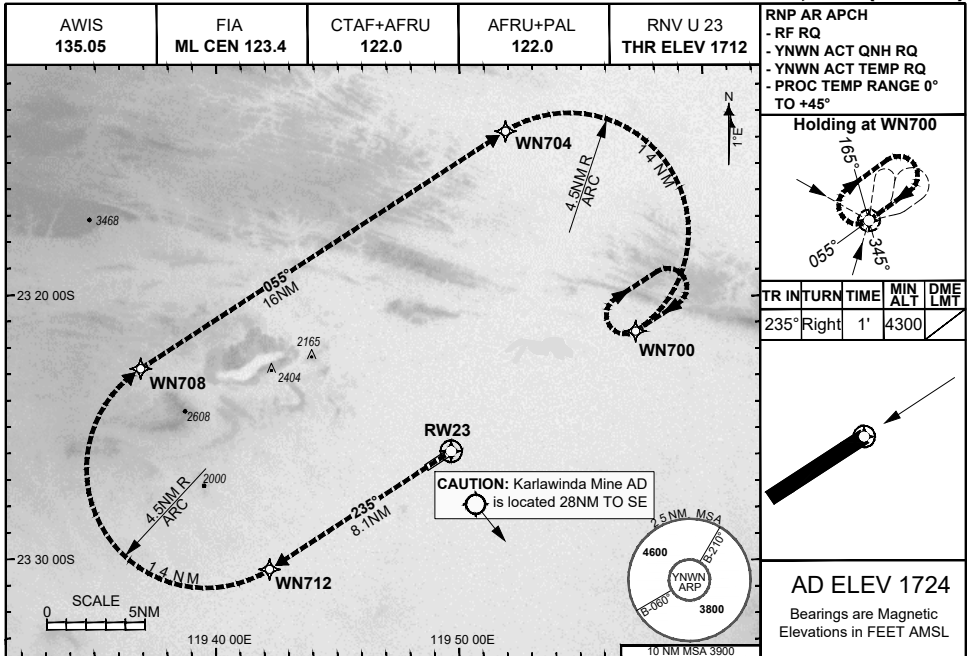 AWIS
135.05
FIA
ML CEN 123.4
CTAF+AFRU
122.0
AFRU+PAL
122.0
RNV U 23
THR ELEV 1712
RNP AR APCH
- RF RQ
- YNWN ACT QNH RQ
- YNWN ACT TEMP RQ
- PROC TEMP RANGE 0°
TO +45°
Holding at WN700
165°
055°
345°
TR IN TURN TIME MIN ALT DME LMT
235° Right 1' 4300
N
1°E
WN704
14 NM
4.5NM R
ARC
3468
055°
16NM
23 20 00S
WN700
2165
2404
WN708
2608
RW23
2000
4.5NM R
ARC
235°
8.1NM
CAUTION: Karlawinda Mine AD
is located 28NM TO SE
23 30 00S
14 NM
WN712
25NM MSA
B-210°
4600
YNWN
ARP
B-060°
3800
SCALE
0 5NM
119 40 00E
119 50 00E
10 NM MSA 3900
AD ELEV 1724
Bearings are Magnetic
Elevations in FEET AMSL